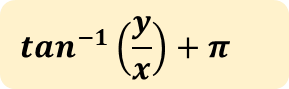 tan⁻¹(y/x) + π